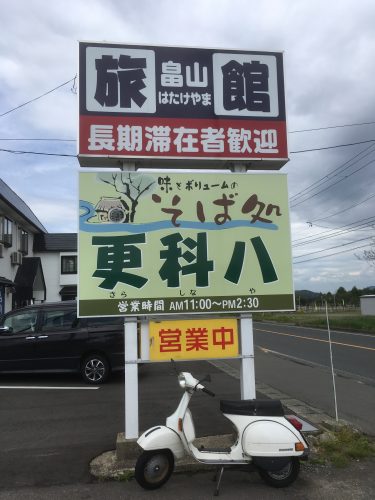 旅 畠山 館
はたけやま
長期滞在者歓迎
味とボリュームの
そば処
更科八
さらしなや
営業時間 AM11:00〜PM2:30
営業中